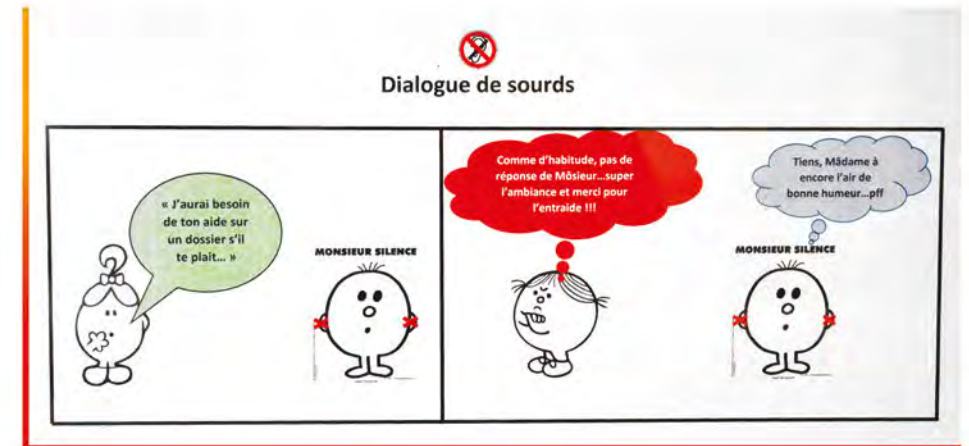 Dialogue de sourds
« J'aurai besoin
de ton aide sur
un dossier s'il
te plait... »
MONSIEUR SILENCE
Comme d'habitude, pas de
réponse de Môsieur...super
l'ambiance et merci pour
l'entraide !!!
Tiens, Mâdame à
encore l'air de
bonne humeur...pff
MONSIEUR SILENCE